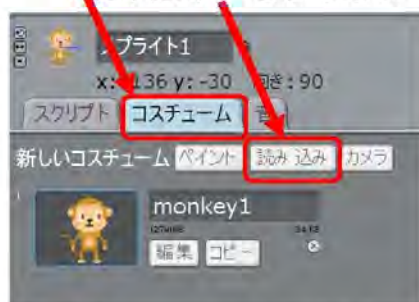 スプライト1
x: 136 y: -30 向き: 90
スクリプト コスチューム 音
新しいコスチューム ペイント 読み込み カメラ
monkey1
編集 コピー